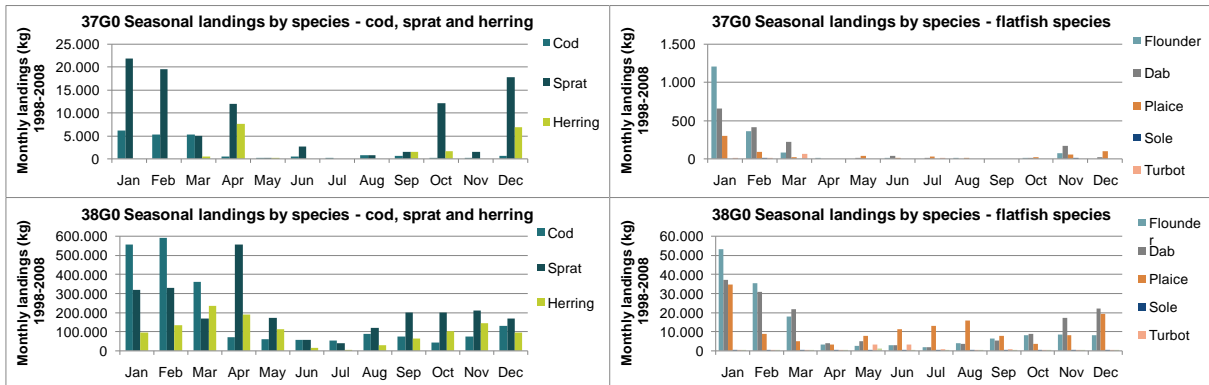 37G0 Seasonal landings by species - cod, sprat and herring
Monthly landings (kg)
1998-2008
25.000
20.000
15.000
10.000
5.000
0
Jan Feb Mar Apr May Jun Jul Aug Sep Oct Nov Dec
Cod
Sprat
Herring
37G0 Seasonal landings by species - flatfish species
Monthly landings (kg)
1998-2008
1.500
1.000
500
0
Jan Feb Mar Apr May Jun Jul Aug Sep Oct Nov Dec
Flounder
Dab
Plaice
Sole
Turbot
38G0 Seasonal landings by species - cod, sprat and herring
Monthly landings (kg)
1998-2008
600.000
500.000
400.000
300.000
200.000
100.000
0
Jan Feb Mar Apr May Jun Jul Aug Sep Oct Nov Dec
Cod
Sprat
Herring
38G0 Seasonal landings by species - flatfish species
Monthly landings (kg)
1998-2008
60.000
50.000
40.000
30.000
20.000
10.000
0
Jan Feb Mar Apr May Jun Jul Aug Sep Oct Nov Dec
Flounde
r
Dab
Plaice
Sole
Turbot